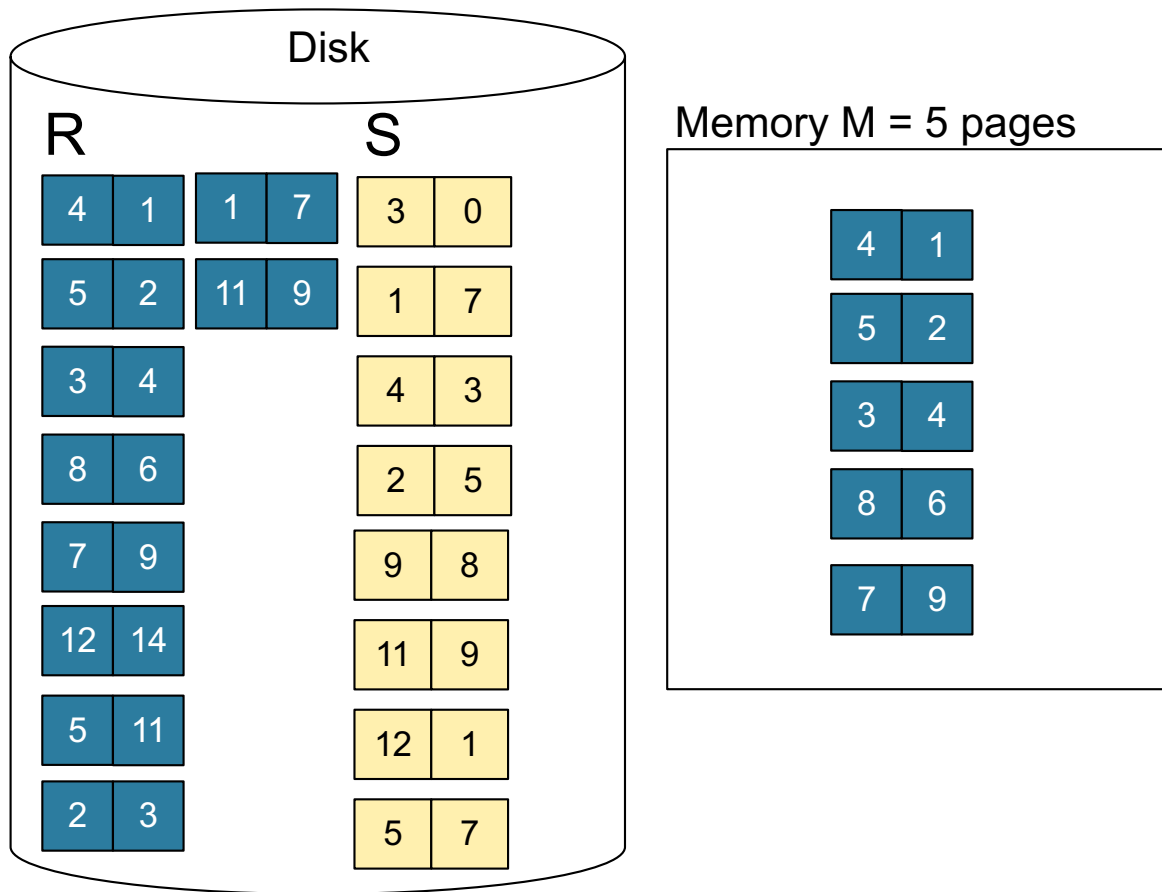 Disk
R S
4 1 1 7 3 0
5 2 11 9 1 7
3 4 4 3
8 6 2 5
7 9 9 8
12 14 11 9
5 11 12 1
2 3 5 7
Memory M = 5 pages
4 1
5 2
3 4
8 6
7 9